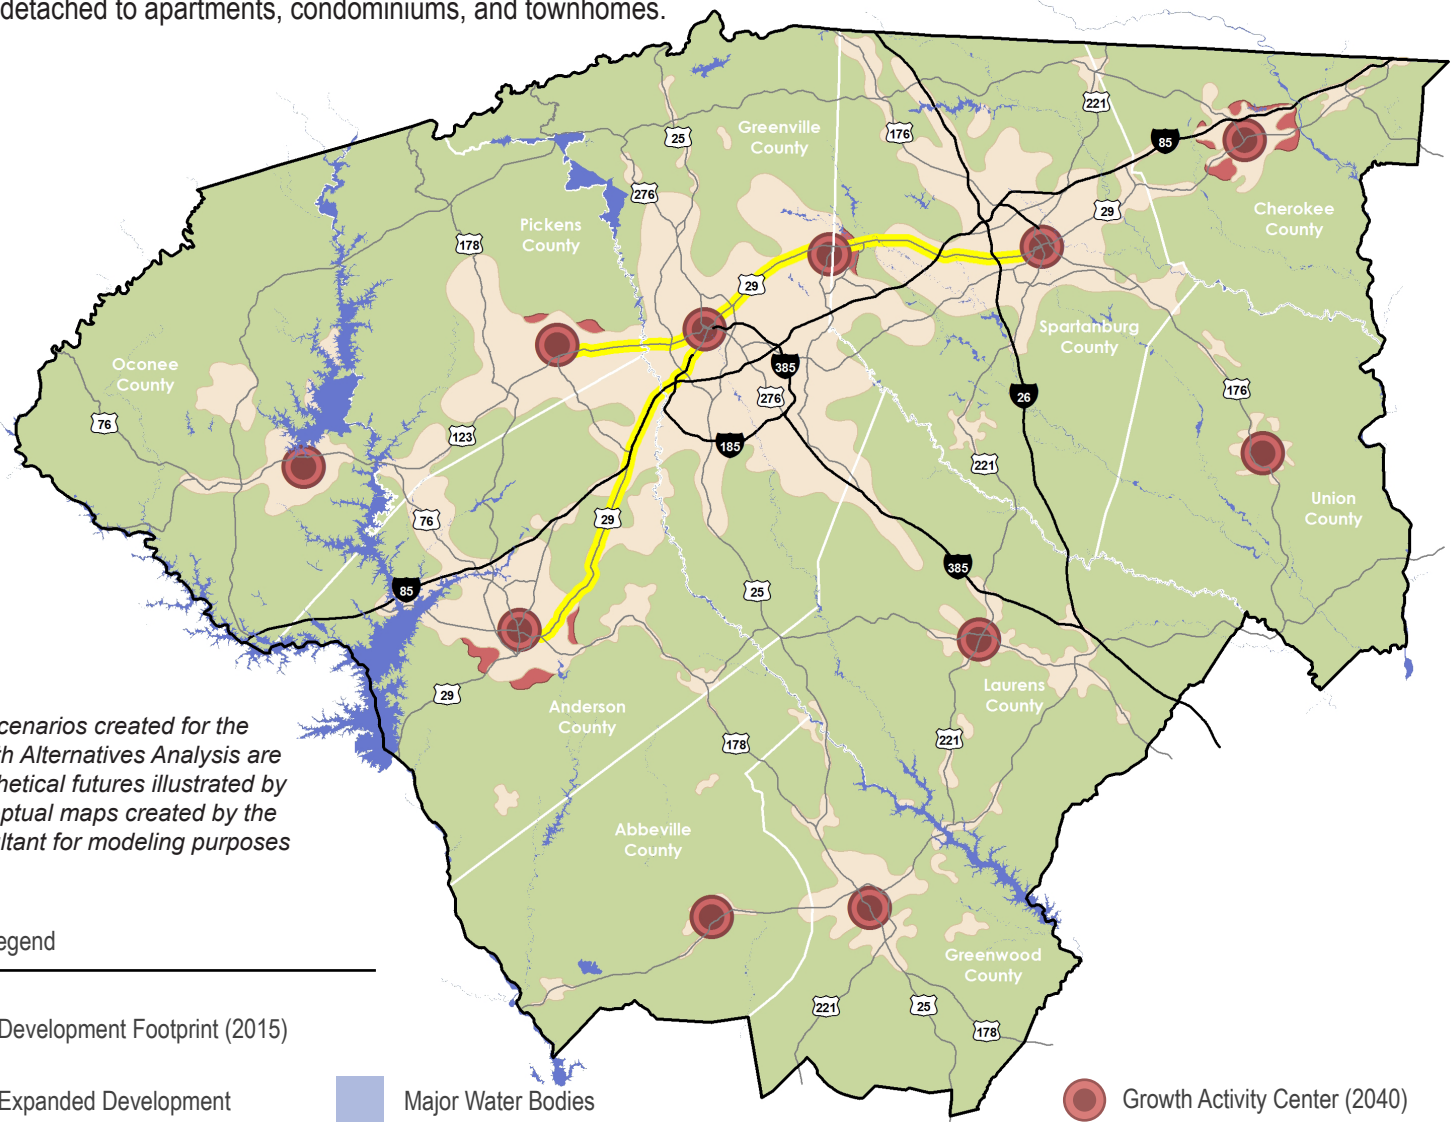 detached to apartments, condominiums, and townhomes.
221
Greenville
County
176
25
85
276
29
Cherokee
County
Pickens
County
178
29
Spartanburg
County
Oconee
County
385
276
26
176
76
123
185
221
Union
County
76
29
385
85
25
Laurens
County
29
Anderson
County
178
221
cenarios created for the
th Alternatives Analysis are
hetical futures illustrated by
eptual maps created by the
ultant for modeling purposes
Abbeville
County
egend
Greenwood
County
221
25
178
Development Footprint (2015)
Expanded Development
Major Water Bodies
Growth Activity Center (2040)